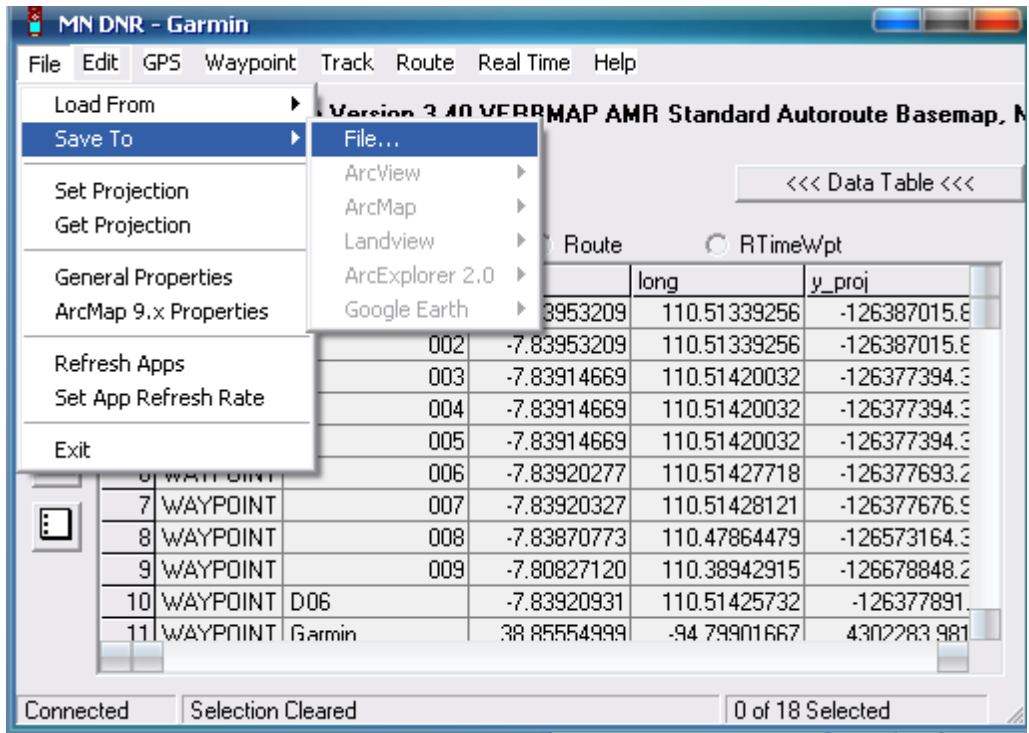 MN DNR - Garmin
File Edit GPS Waypoint Track Route Real Time Help
Load From
Version 3.40 VERBMAP AMR Standard Autoroute Basemap, N
Save To
File...
ArcView
<<< Data Table <<<
ArcMap
Set Projection
Get Projection
Landview
Route
RTimeWpt
General Properties
ArcExplorer 2.0
long
y_proj
ArcMap 9.x Properties
Google Earth
3953209 110.51339256 -126387015.8
002 -7.83953209 110.51339256 -126387015.8
Refresh Apps
003 -7.83914669 110.51420032 -126377394.3
Set App Refresh Rate
004 -7.83914669 110.51420032 -126377394.3
Exit
005 -7.83914669 110.51420032 -126377394.3
6 WAYPOINT 006 -7.83920277 110.51427718 -126377693.2
7 WAYPOINT 007 -7.83920327 110.51428121 -126377676.9
8 WAYPOINT 008 -7.83870773 110.47864479 -126573164.3
9 WAYPOINT 009 -7.80827120 110.38942915 -126678848.2
10 WAYPOINT D06 -7.83920931 110.51425732 -126377891.
11 WAYPOINT Garmin 38.85554999 -94.79901667 4302283.981
Connected Selection Cleared 0 of 18 Selected